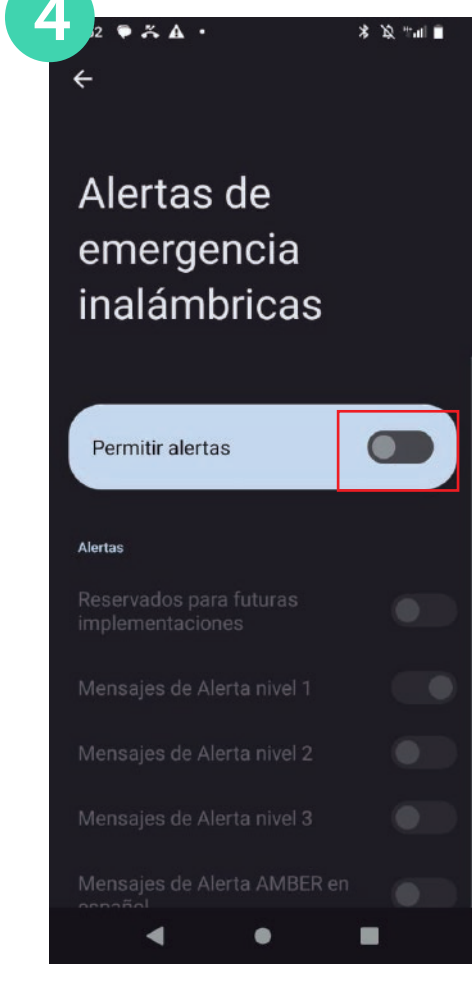 4
Alertas de
emergencia
inalámbricas
Permitir alertas
Alertas
Reservados para futuras
implementaciones
Mensajes de Alerta nivel 1
Mensajes de Alerta nivel 2
Mensajes de Alerta nivel 3
Mensajes de Alerta AMBER en
español